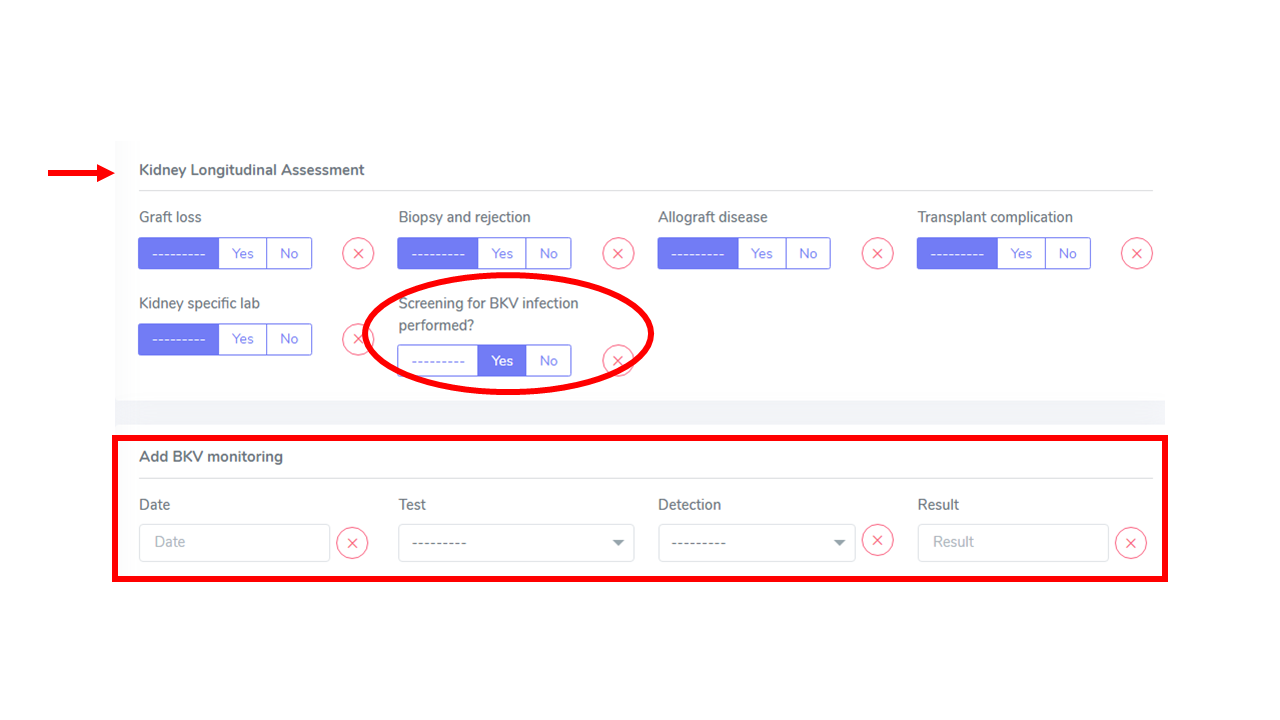 Kidney Longitudinal Assessment
Graft loss Biopsy and rejection Allograft disease Transplant complication
--------- Yes No --------- Yes No --------- Yes No --------- Yes No
Kidney specific lab Screening for BKV infection
performed?
--------- Yes No --------- Yes No
Add BKV monitoring
Date Test Detection Result
Date --------- --------- Result